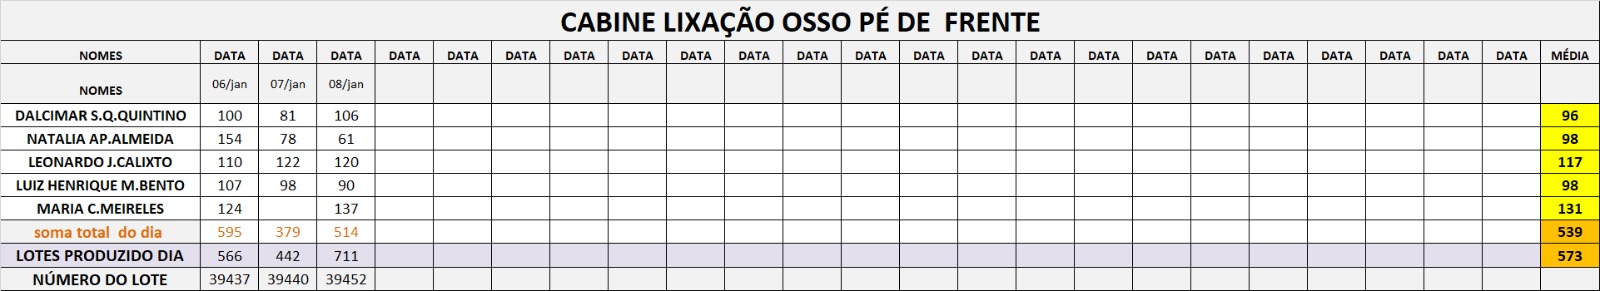 CABINE LIXAÇÃO OSSO PÉ DE FRENTE
NOMES DATA DATA DATA DATA DATA DATA DATA DATA DATA DATA DATA DATA DATA DATA DATA DATA DATA DATA DATA DATA DATA DATA DATA MÉDIA
NOMES 06/jan 07/jan 08/jan
DALCIMAR S.Q.QUINTINO 100 81 106 96
NATALIA AP.ALMEIDA 154 78 61 98
LEONARDO J.CALIXTO 110 122 120 117
LUIZ HENRIQUE M.BENTO 107 98 90 98
MARIA C.MEIRELES 124 137 131
soma total do dia 595 379 514 539
LOTES PRODUZIDO DIA 566 442 711 573
NÚMERO DO LOTE 39437 39440 39452